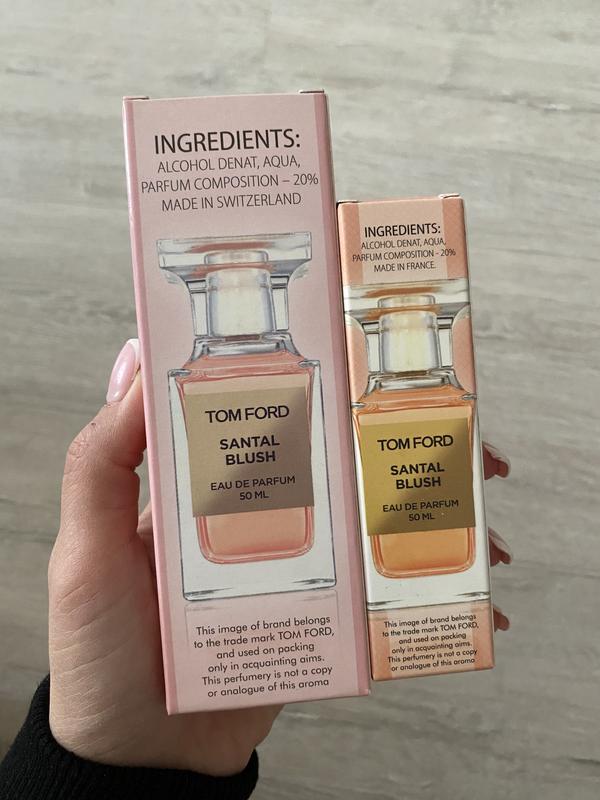 INGREDIENTS:
ALCOHOL DENAT, AQUA,
PARFUM COMPOSITION – 20%
MADE IN SWITZERLAND
TOM FORD
SANTAL
BLUSH
EAU DE PARFUM
50 ML
This image of brand belongs
to the trade mark TOM FORD,
and used on packing
only in acquainting aims.
This perfumery is not a copy
or analogue of this aroma
INGREDIENTS:
ALCOHOL DENAT, AQUA,
PARFUM COMPOSITION - 20%
MADE IN FRANCE.
TOM FORD
SANTAL
BLUSH
EAU DE PARFUM
50 ML
This image of brand belongs
to the trade mark TOM FORD,
and used on packing
only in acquainting aims.
This perfumery is not a copy
or analogue of this aroma